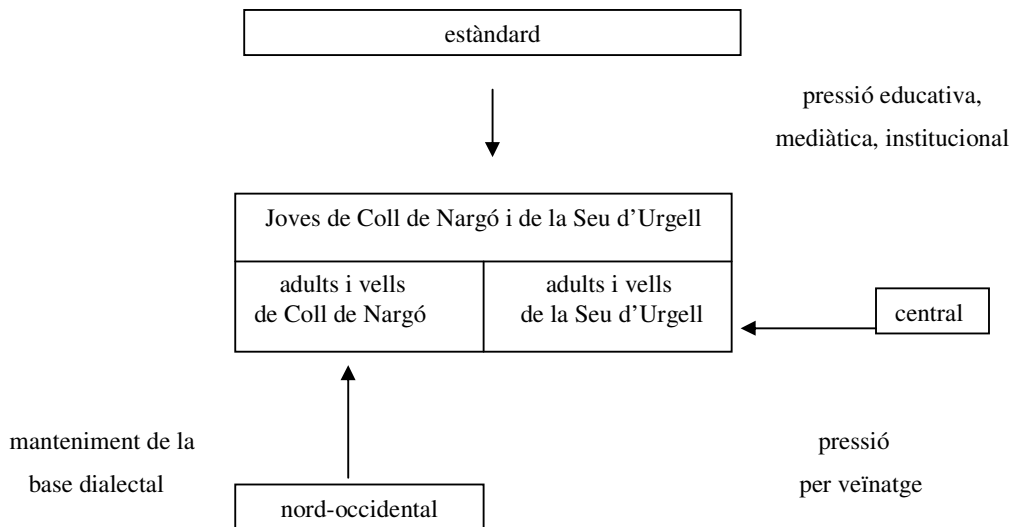 estàndard
pressió educativa,
mediàtica, institucional
Joves de Coll de Nargó i de la Seu d’Urgell
adults i vells
de Coll de Nargó
adults i vells
de la Seu d’Urgell
central
manteniment de la
base dialectal
pressió
per veïnatge
nord-occidental